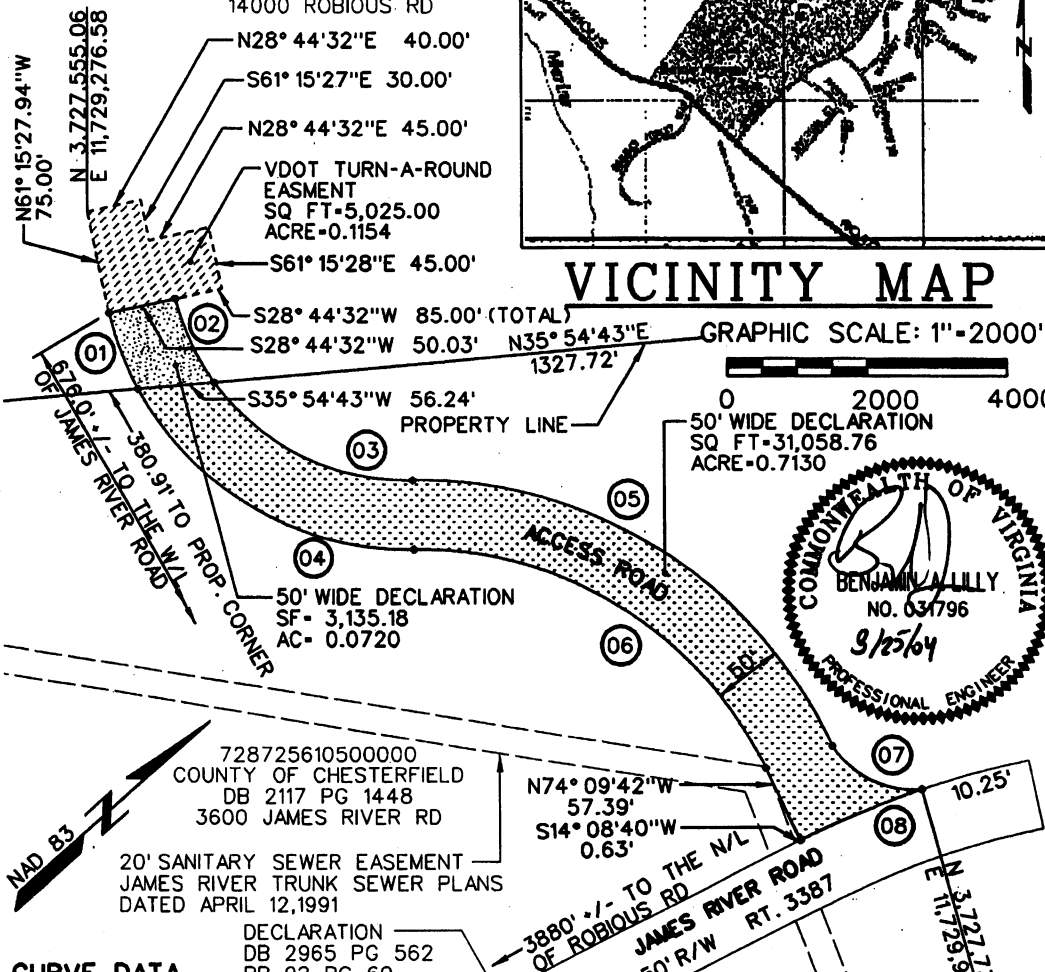 14000 ROBIOUS RD
N 3,727,555.06
E 11,729,276.58
N61° 15'27.94"W
75.00'
N28° 44'32"E 40.00'
S61° 15'27"E 30.00'
N28° 44'32"E 45.00'
VDOT TURN-A-ROUND
EASMENT
SQ FT=5,025.00
ACRE=0.1154
S61° 15'28"E 45.00'
S28° 44'32"W 85.00' (TOTAL)
S28° 44'32"W 50.03'
S35° 54'43"W 56.24'
N35° 54'43"E
1327.72'
PROPERTY LINE
VICINITY MAP
GRAPHIC SCALE: 1"=2000'
0 2000 4000
50' WIDE DECLARATION
SQ FT=31,058.76
ACRE=0.7130
01
02
03
04
05
06
07
08
676.0' +/- TO THE W/L
OF JAMES RIVER ROAD
380.91' TO PROP. CORNER
50' WIDE DECLARATION
SF= 3,135.18
AC= 0.0720
ACCESS ROAD
50'
COMMONWEALTH OF VIRGINIA
BENJAMIN A. LILLY
NO. 031796
9/25/04
PROFESSIONAL ENGINEER
728725610500000
COUNTY OF CHESTERFIELD
DB 2117 PG 1448
3600 JAMES RIVER RD
N74° 09'42"W
57.39'
S14° 08'40"W
0.63'
10.25'
NAD 83
N
20' SANITARY SEWER EASEMENT
JAMES RIVER TRUNK SEWER PLANS
DATED APRIL 12,1991
DECLARATION
DB 2965 PG 562
3880' +/- TO THE N/L
OF ROBIOUS RD
JAMES RIVER ROAD
50' R/W RT. 3387
N 3,727,7
E 11,729,9
CURVE DATA